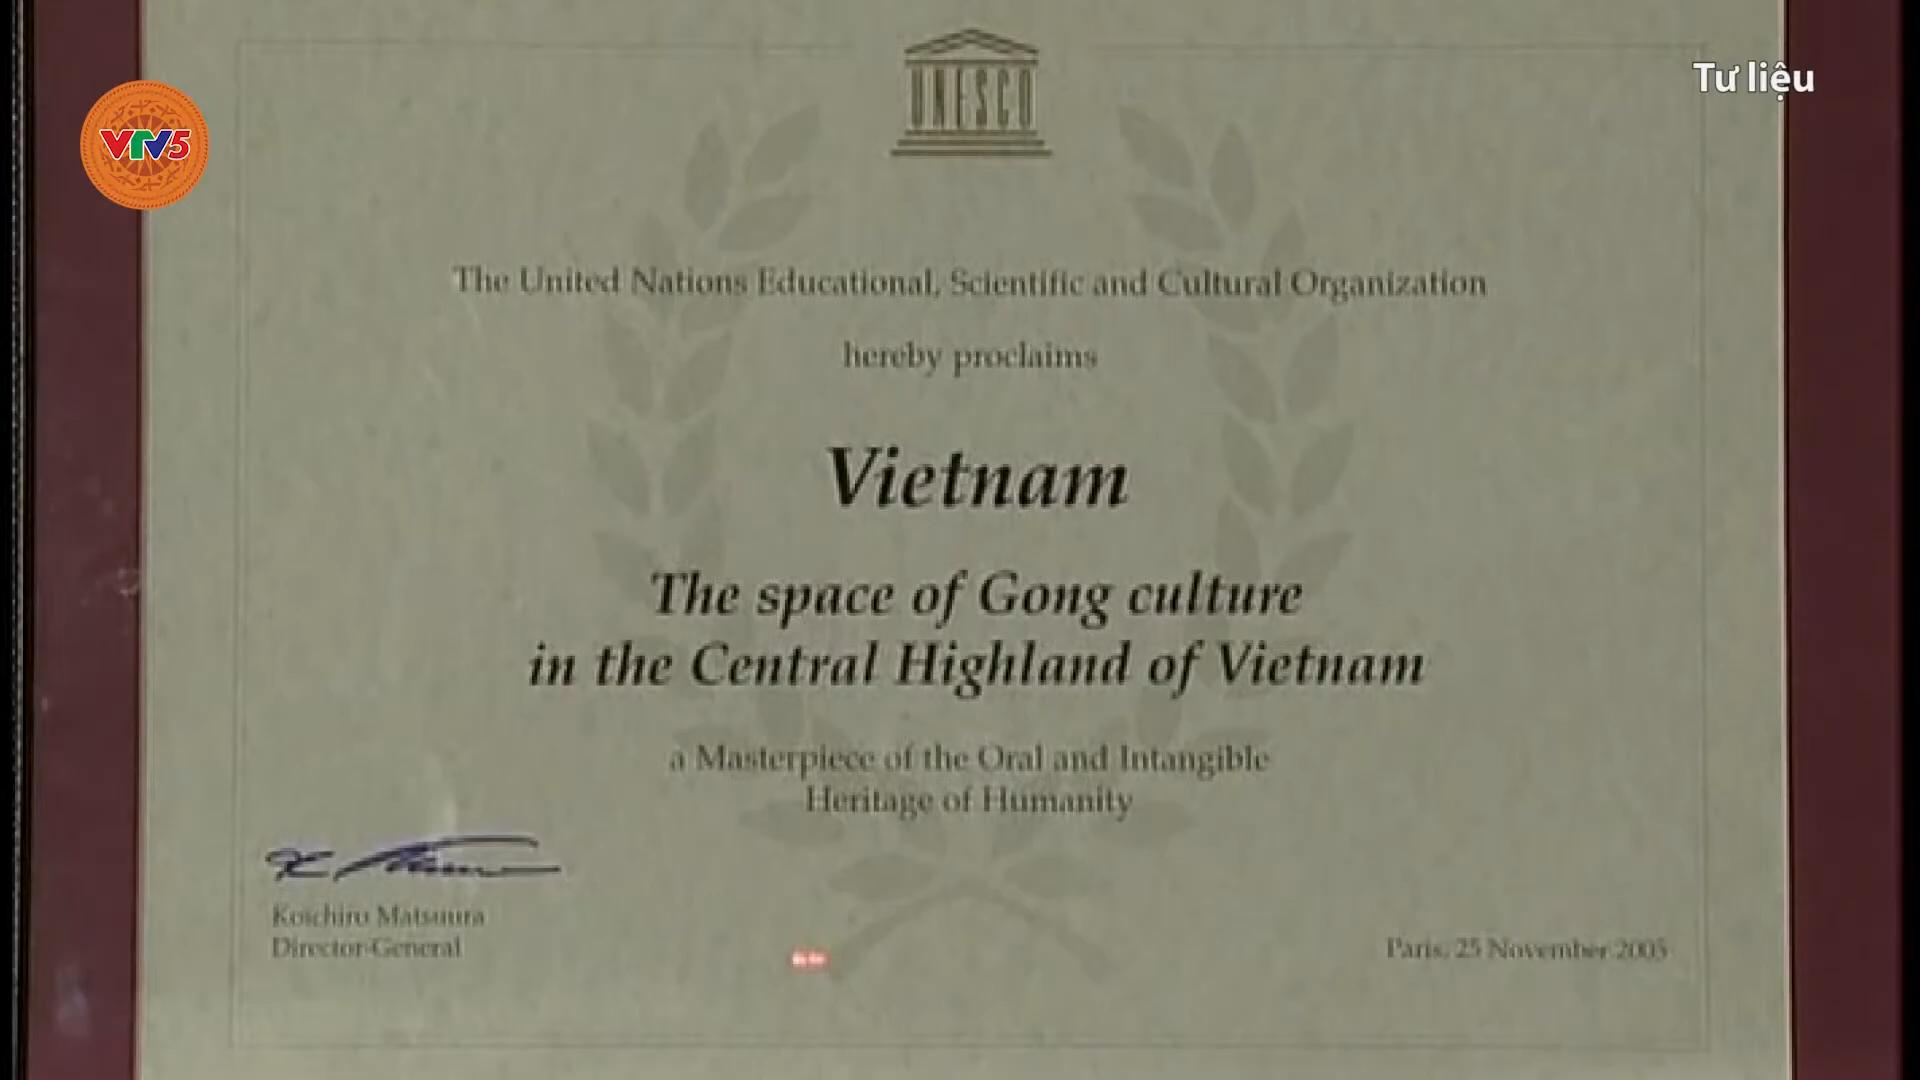 UNESCO
Tư liệu
VTV5
The United Nations Educational, Scientific and Cultural Organization
hereby proclaims
Vietnam
The space of Gong culture
in the Central Highland of Vietnam
a Masterpiece of the Oral and Intangible
Heritage of Humanity
Koichiro Matsuura
Director-General
Paris, 25 November 2005